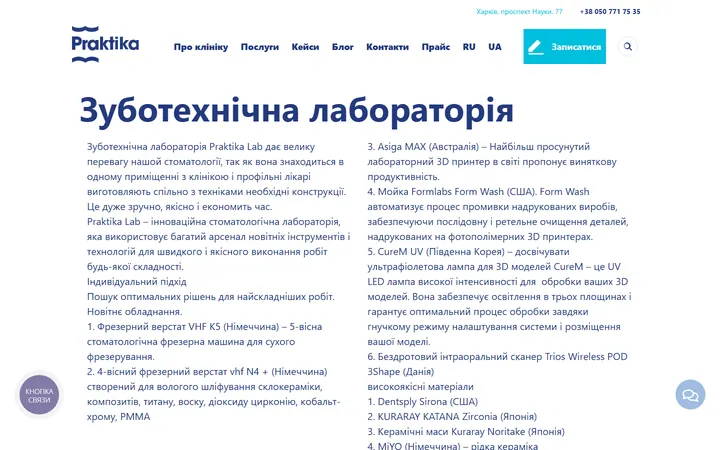 Харків, проспект Науки, 77
+38 050 771 75 35
Praktika
Про клініку
Послуги
Кейси
Блог
Контакти
Прайс
RU
UA
Записатися
Зуботехнічна лабораторія
Зуботехнічна лабораторія Praktika Lab дає велику
перевагу нашой стоматології, так як вона знаходиться в
одному приміщенні з клінікою і профільні лікарі
виготовляють спільно з техніками необхідні конструкції.
Це дуже зручно, якісно і економить час.
Praktika Lab – інноваційна стоматологічна лабораторія,
яка використовує багатий арсенал новітніх інструментів і
технологій для швидкого і якісного виконання робіт
будь-якої складності.
Індивідуальний підхід
Пошук оптимальних рішень для найскладніших робіт.
Новітнє обладнання.
1. Фрезерний верстат VHF K5 (Німеччина) – 5-вісна
стоматологічна фрезерна машина для сухого
фрезерування.
2. 4-вісний фрезерний верстат vhf N4 + (Німеччина)
створений для вологого шліфування склокераміки,
композитів, титану, воску, діоксиду цирконію, кобальт-
хрому, PMMA
3. Asiga MAX (Австралія) – Найбільш просунутий
лабораторний 3D принтер в світі пропонує виняткову
продуктивність.
4. Мойка Formlabs Form Wash (США). Form Wash
автоматизує процес промивки надрукованих виробів,
забезпечуючи послідовну і ретельне очищення деталей,
надрукованих на фотополімерних 3D принтерах.
5. CureM UV (Південна Корея) – досвічувати
ультрафіолетова лампа для 3D моделей CureM – це UV
LED лампа високої інтенсивності для обробки ваших 3D
моделей. Вона забезпечує освітлення в трьох площинах і
гарантує оптимальний процес обробки завдяки
гнучкому режиму налаштування системи і розміщення
вашої моделі.
6. Бездротовий інтраоральний сканер Trios Wireless POD
3Shape (Данія)
високоякісні матеріали
1. Dentsply Sirona (США)
2. KURARAY KATANA Zirconia (Японія)
3. Керамічні маси Kuraray Noritake (Японія)
4. MiYO (Німеччина) – рідка кераміка
КНОПКА
СВЯЗИ